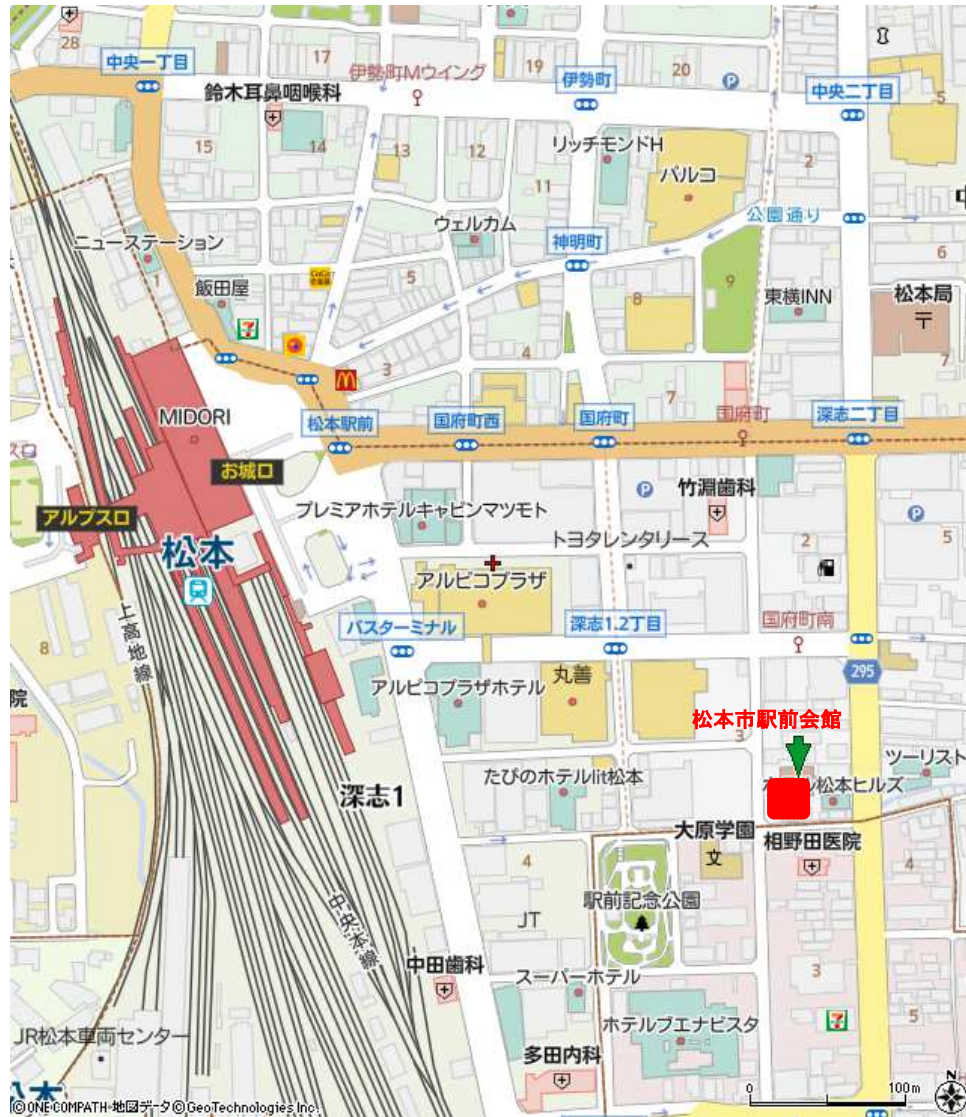 28
中央一丁目
17
伊勢町Mウイング
19
伊勢町
20
P
中央二丁目
5
鈴木耳鼻咽喉科
15
14
13
12
リッチモンドH
2
11
パルコ
公園通り
ウェルカム
ニューステーション
神明町
6
1
飯田屋
5
9
8
東横INN
松本局
〒
7
3
4
7
MIDORI
松本駅前
国府町西
国府町
国府町
深志二丁目
お城口
アルプス口
プレミアホテルキャビンマツモト
P
竹淵歯科
P
松本
トヨタレンタリース
2
5
アルピコプラザ
上高地線
バスターミナル
深志1.2丁目
国府町南
8
院
295
アルピコプラザホテル
丸善
松本市駅前会館
3
ツーリスト
たびのホテルlit松本
松本ヒルズ
深志1
大原学園
文
相野田医院
4
4
駅前記念公園
中央本線
JT
中田歯科
スーパーホテル
3
JR松本車両センター
ホテルブエナビスタ
7
5
多田内科
0
100m
N
©ONE COMPATH 地図データ©GeoTechnologies Inc.